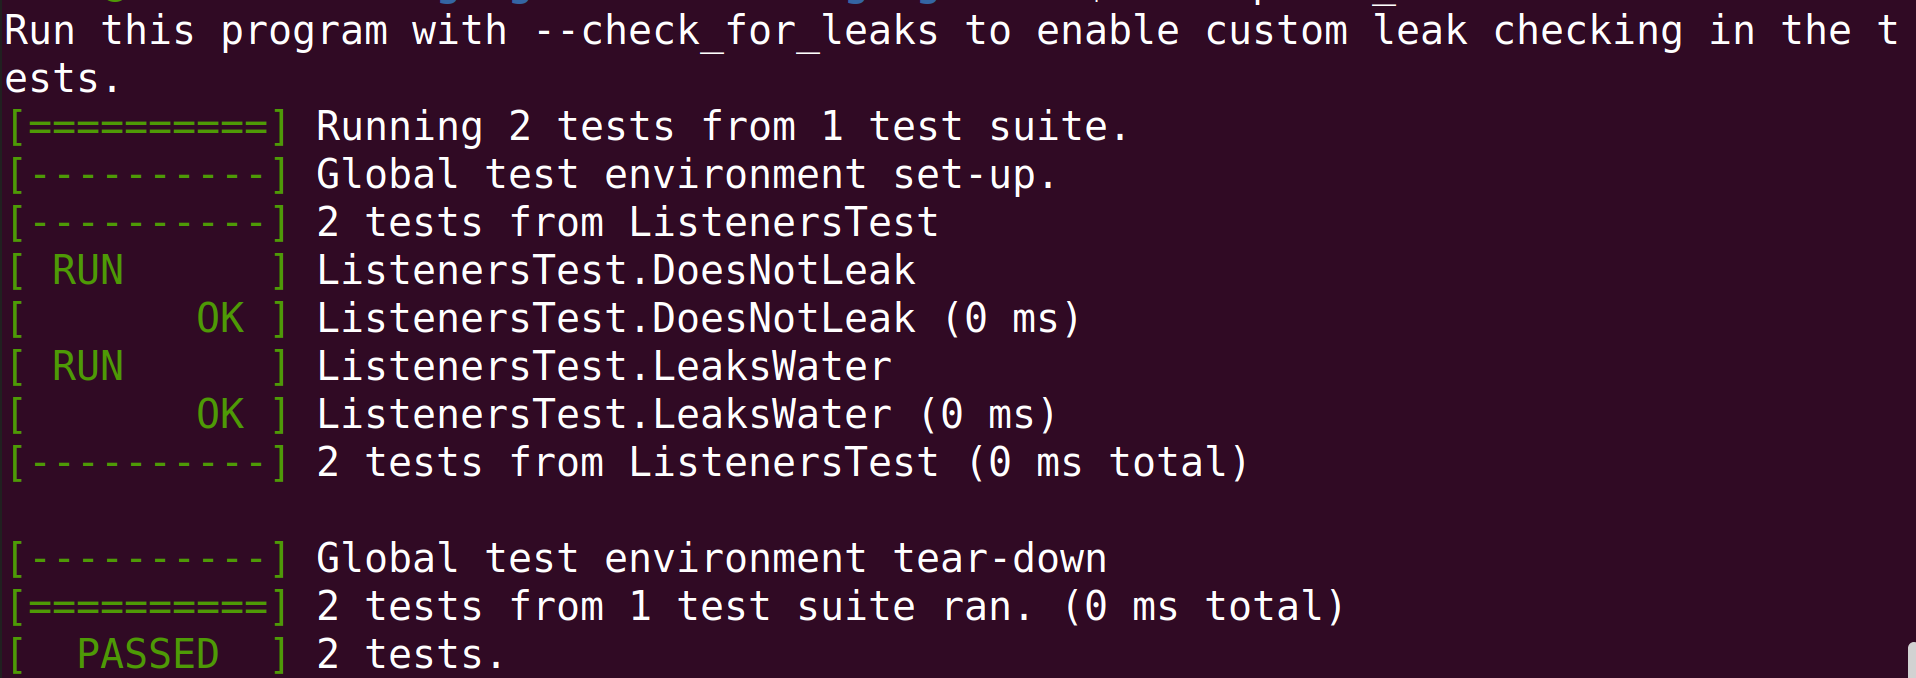 Run this program with --check_for_leaks to enable custom leak checking in the t
ests.
[==========] Running 2 tests from 1 test suite.
[----------] Global test environment set-up.
[----------] 2 tests from ListenersTest
[ RUN      ] ListenersTest.DoesNotLeak
[       OK ] ListenersTest.DoesNotLeak (0 ms)
[ RUN      ] ListenersTest.LeaksWater
[       OK ] ListenersTest.LeaksWater (0 ms)
[----------] 2 tests from ListenersTest (0 ms total)

[----------] Global test environment tear-down
[==========] 2 tests from 1 test suite ran. (0 ms total)
[  PASSED  ] 2 tests.